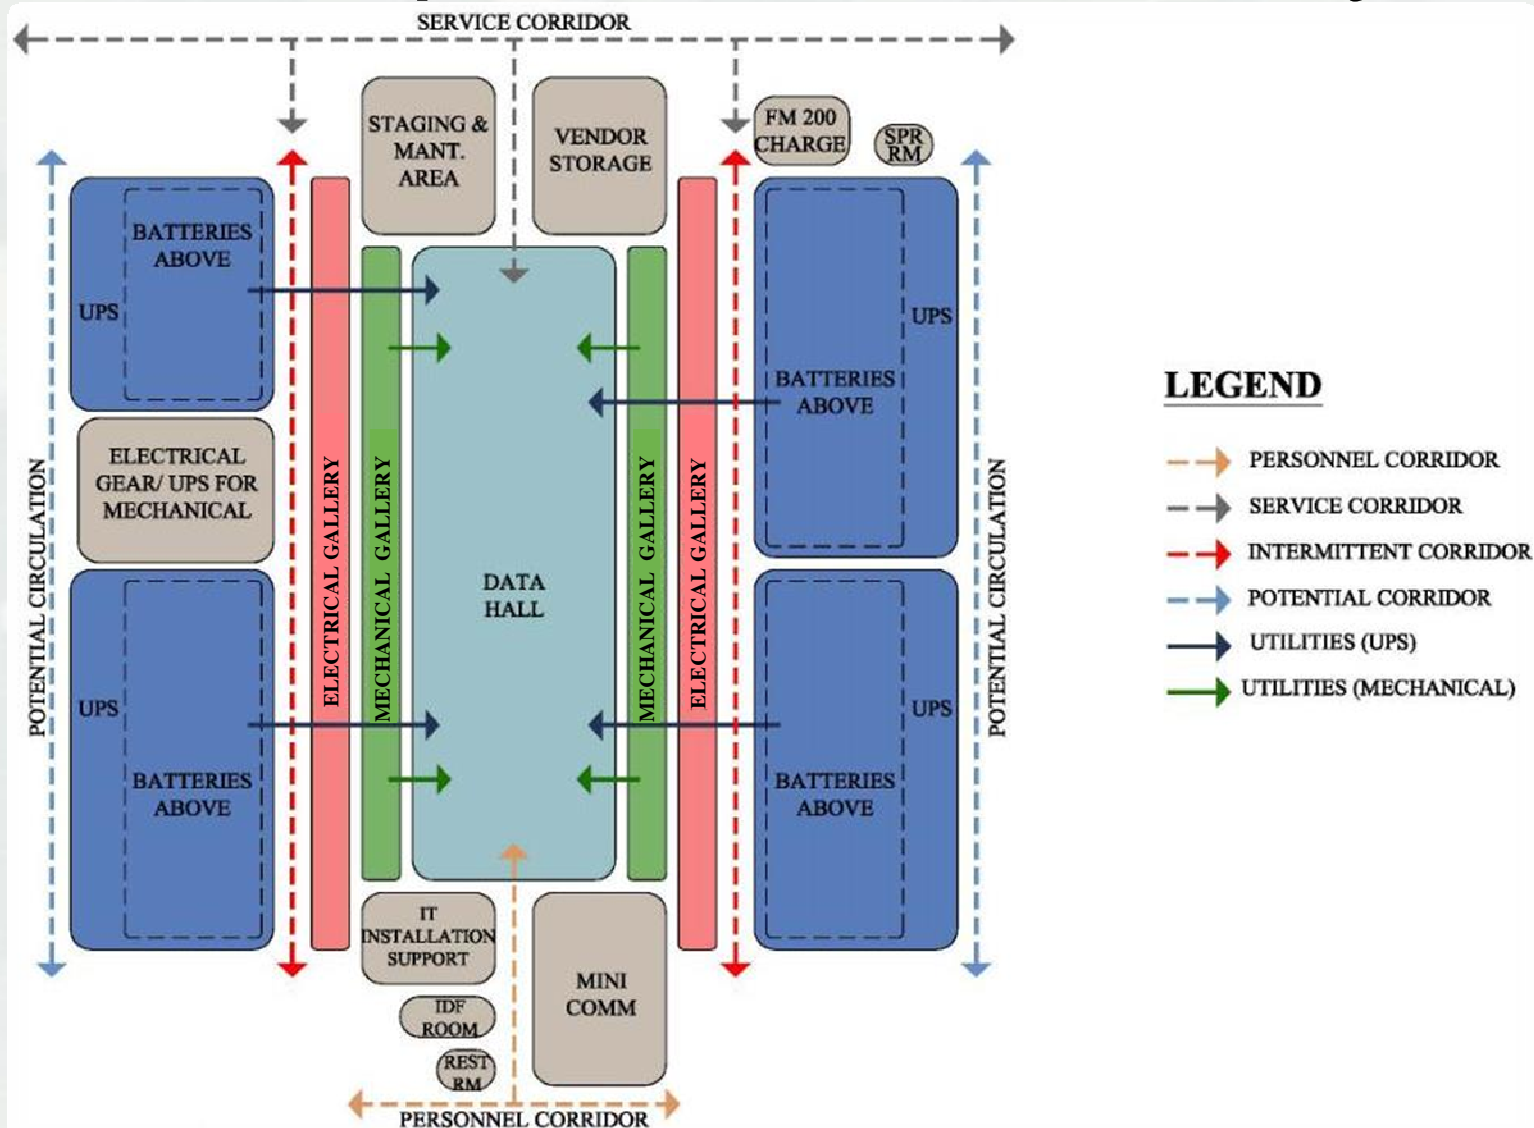 SERVICE CORRIDOR
STAGING &
MANT.
AREA
VENDOR
STORAGE
FM 200
CHARGE
SPR
RM
BATTERIES
ABOVE
UPS
BATTERIES
ABOVE
UPS
ELECTRICAL
GEAR/ UPS FOR
MECHANICAL
POTENTIAL CIRCULATION
ELECTRICAL GALLERY
MECHANICAL GALLERY
DATA
HALL
MECHANICAL GALLERY
ELECTRICAL GALLERY
POTENTIAL CIRCULATION
UPS
BATTERIES
ABOVE
BATTERIES
ABOVE
UPS
IT
INSTALLATION
SUPPORT
MINI
COMM
IDF
ROOM
REST
RM
PERSONNEL CORRIDOR
LEGEND
PERSONNEL CORRIDOR
SERVICE CORRIDOR
INTERMITTENT CORRIDOR
POTENTIAL CORRIDOR
UTILITIES (UPS)
UTILITIES (MECHANICAL)